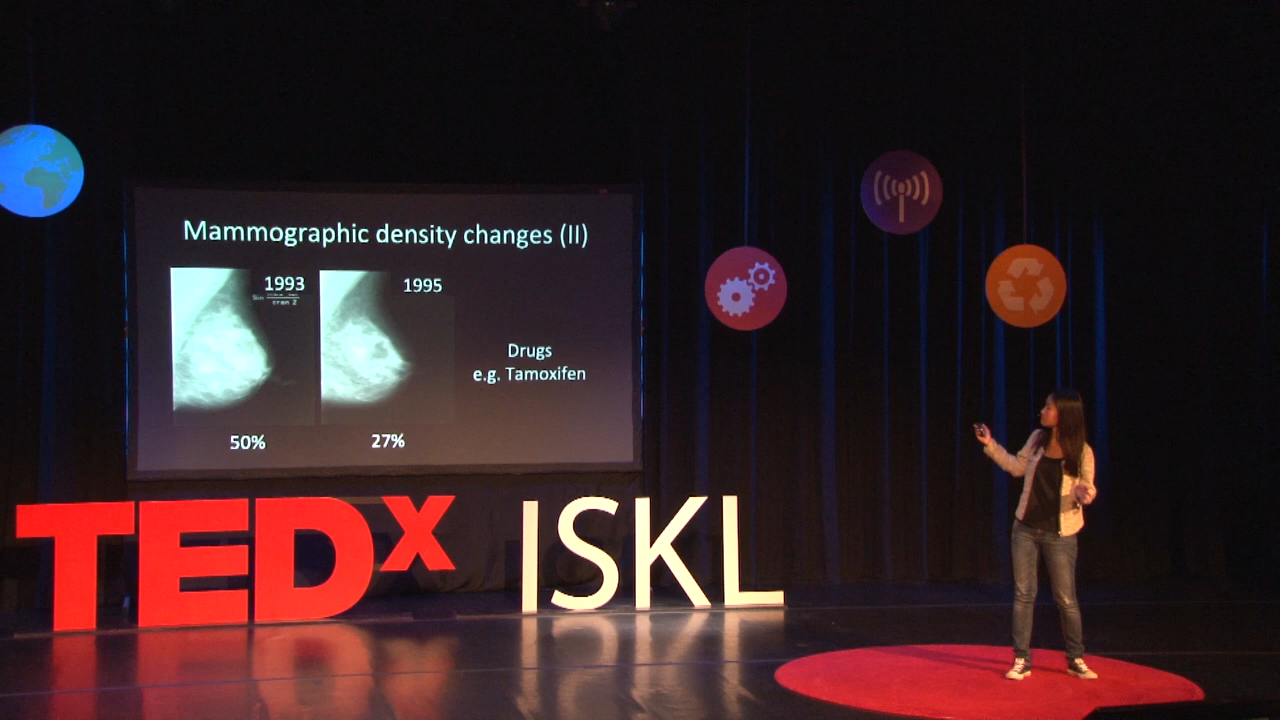 Mammographic density changes (II)
1993
1995
Drugs
e.g. Tamoxifen
50%
27%
TEDx ISKL